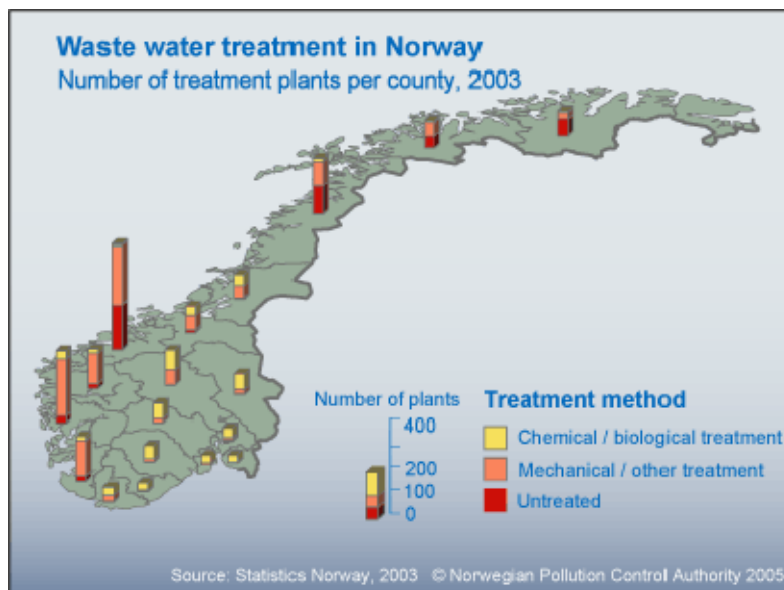 Waste water treatment in Norway
Number of treatment plants per county, 2003
Number of plants
400
200
100
0
Treatment method
Chemical / biological treatment
Mechanical / other treatment
Untreated
Source: Statistics Norway, 2003 © Norwegian Pollution Control Authority 2005